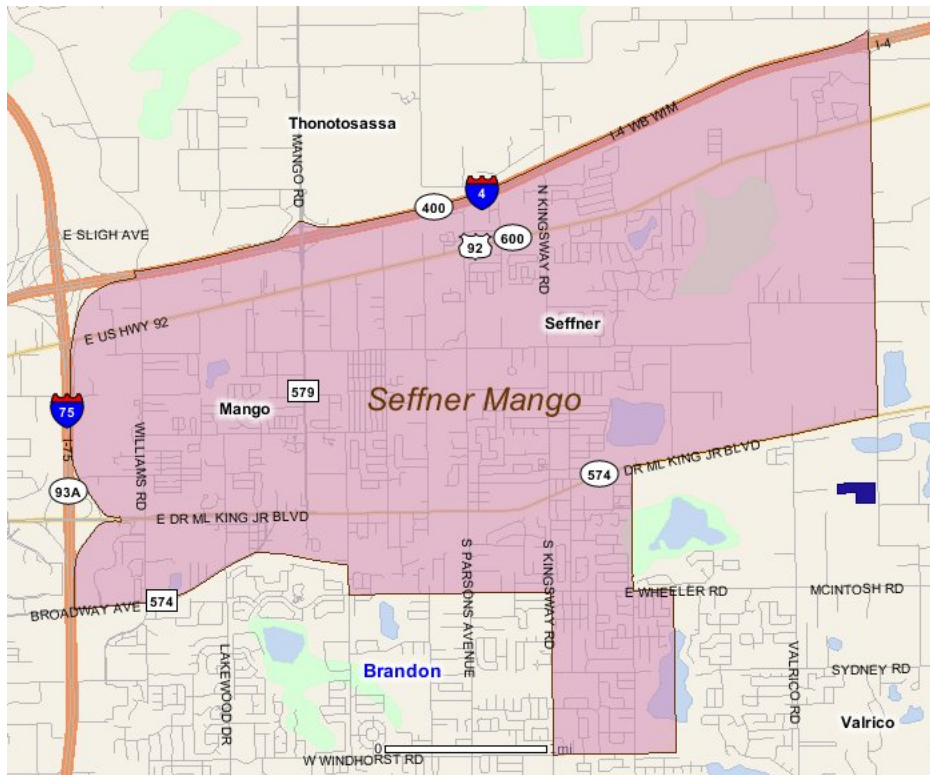 I-4
I-4 WB WIM
Thonotosassa
MANGO RD
4
400
N KINGSWAY RD
E SLIGH AVE
600
92
E US HWY 92
Seffner
579
Seffner Mango
Mango
75
I-75
WILLIAMS RD
DR ML KING JR BLVD
574
93A
E DR ML KING JR BLVD
S PARSONS AVENUE
S KINGSWAY RD
E WHEELER RD
MCINTOSH RD
574
BROADWAY AVE
LAKEWOOD DR
VALRICO RD
Brandon
SYDNEY RD
Valrico
0
1mi
W WINDHORST RD